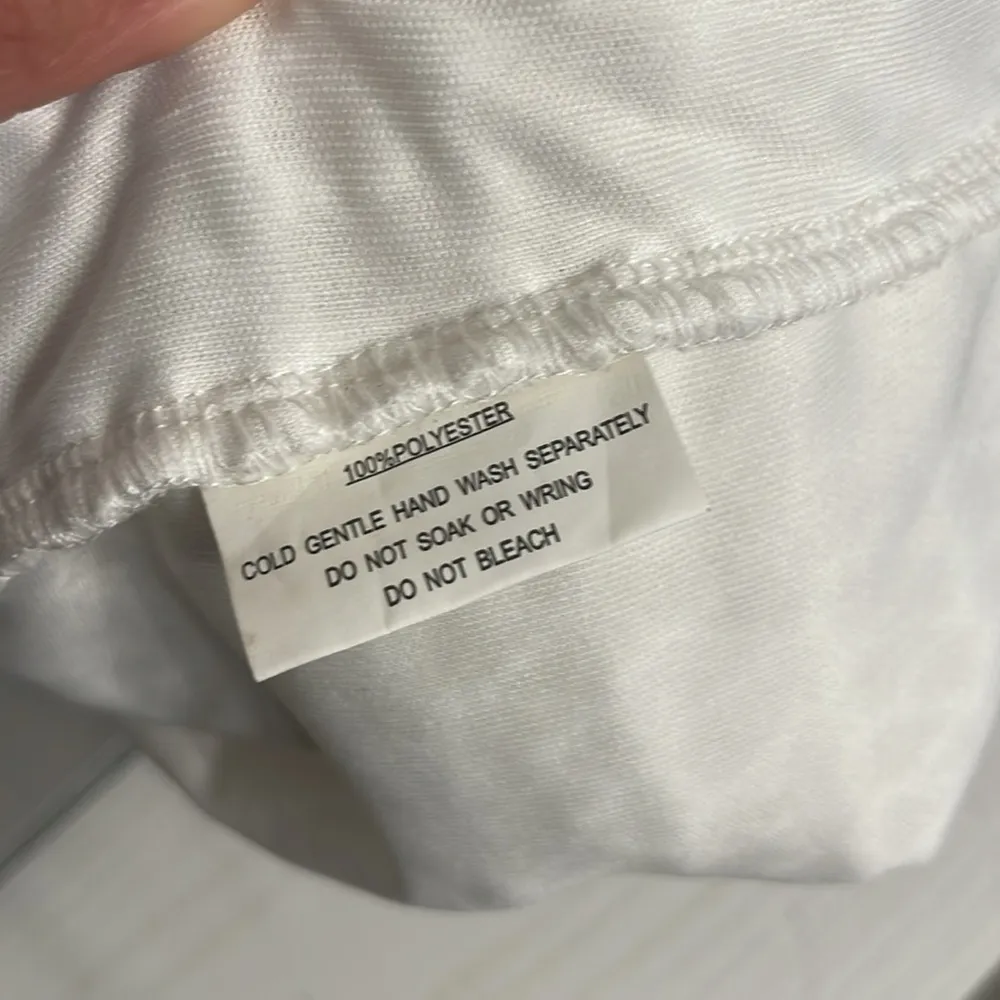 100%POLYESTER
COLD GENTLE HAND WASH SEPARATELY
DO NOT SOAK OR WRING
DO NOT BLEACH